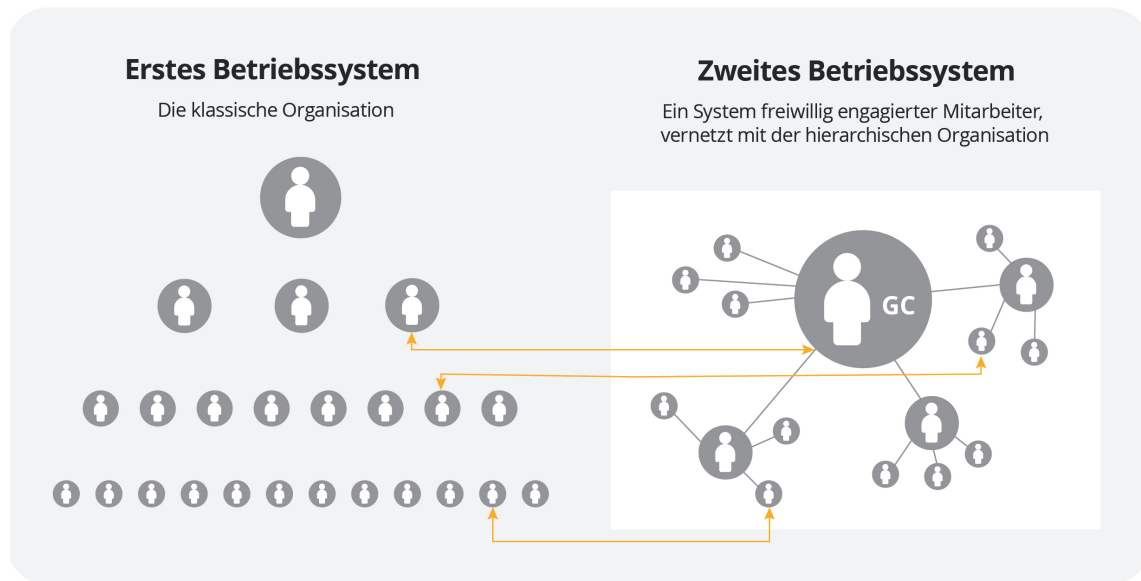 Erstes Betriebssystem
Die klassische Organisation
Zweites Betriebssystem
Ein System freiwillig engagierter Mitarbeiter,
vernetzt mit der hierarchischen Organisation
GC